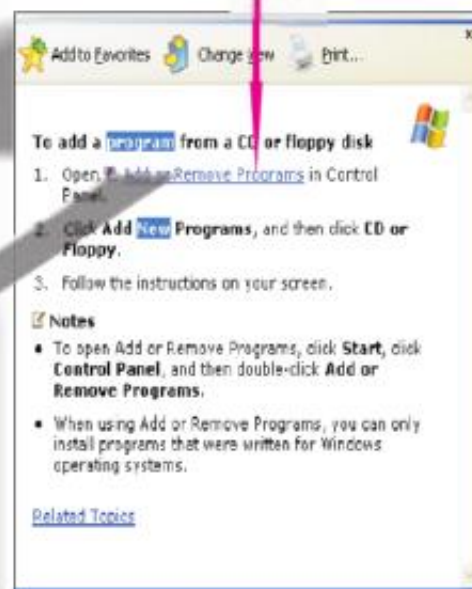 Add to Favorites Change View Print...
x
To add a program from a CD or floppy disk
1. Open Add or Remove Programs in Control
Panel.
2. Click Add New Programs, and then click CD or
Floppy.
3. Follow the instructions on your screen.
Notes
• To open Add or Remove Programs, click Start, click
Control Panel, and then double-click Add or
Remove Programs.
• When using Add or Remove Programs, you can only
install programs that were written for Windows
operating systems.
Related Topics